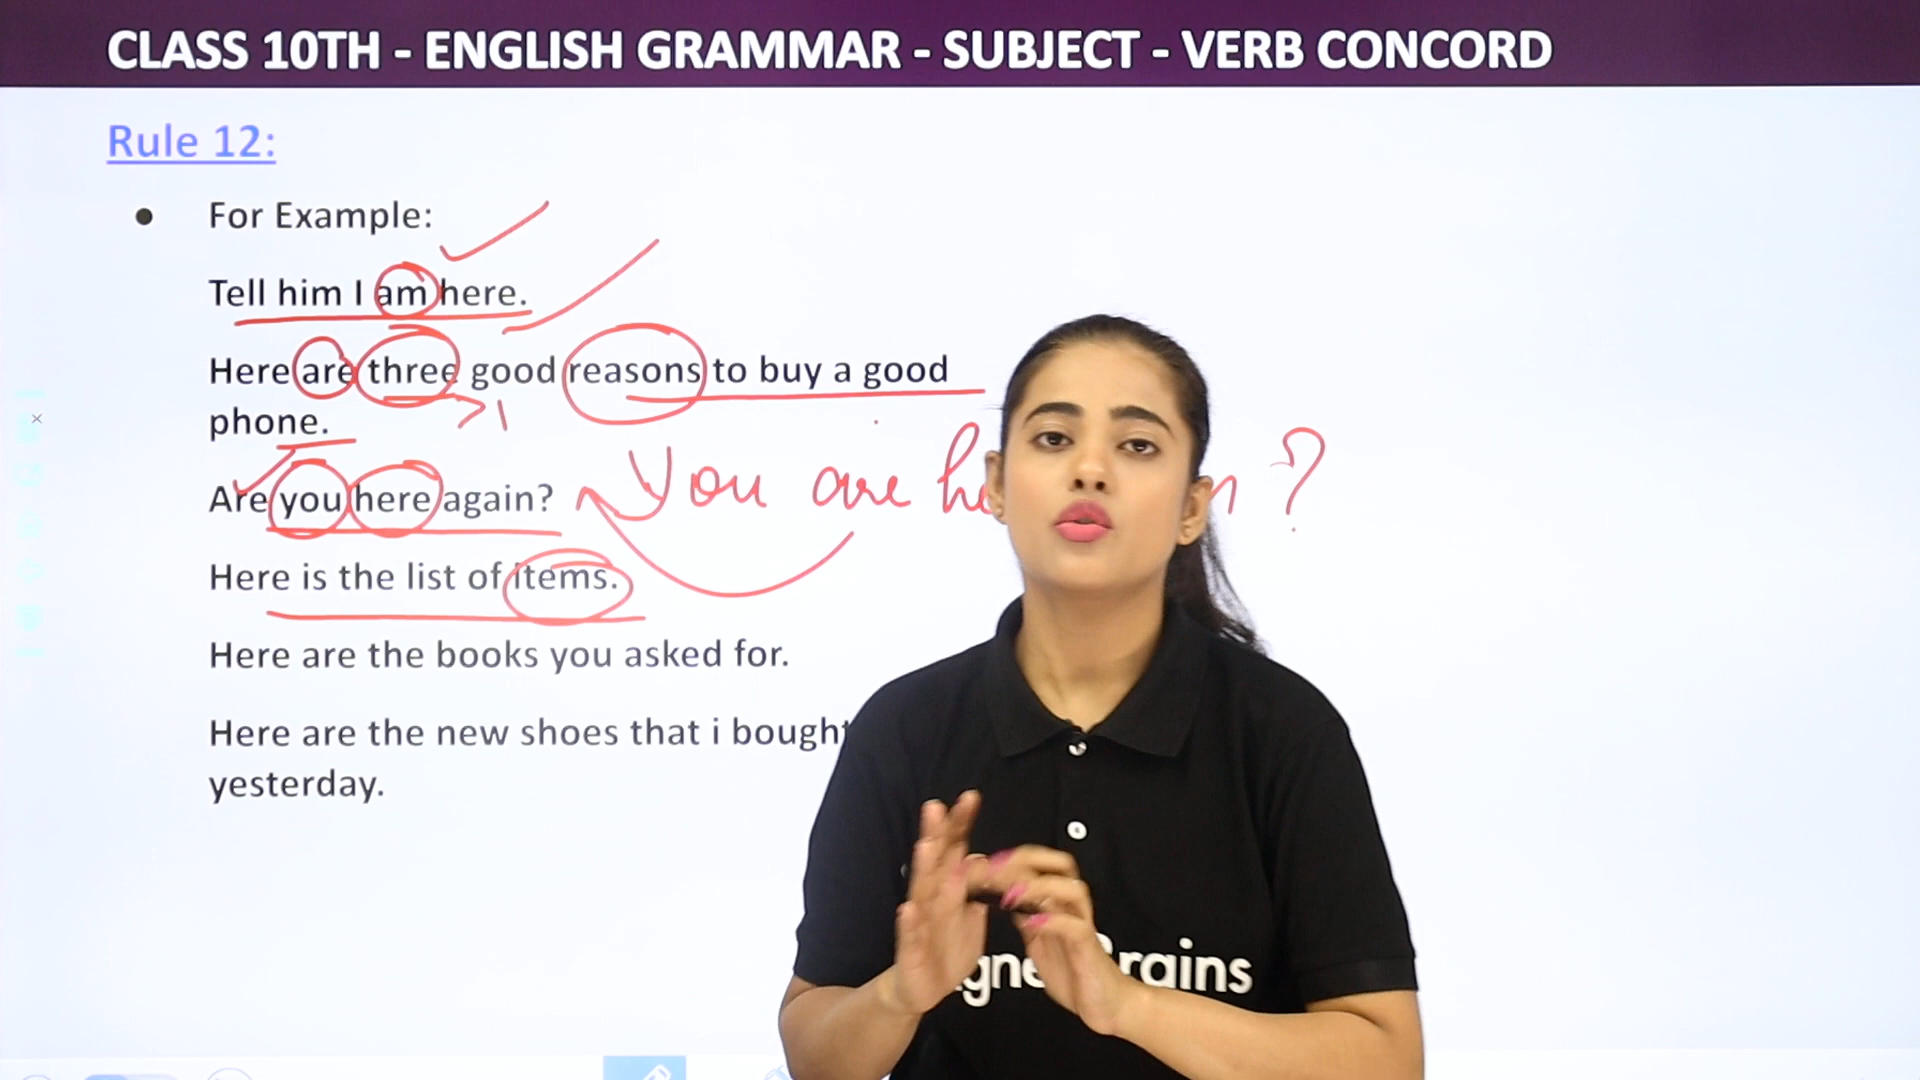 CLASS 10TH - ENGLISH GRAMMAR - SUBJECT - VERB CONCORD
Rule 12:
● For Example:
Tell him I am here.
Here are three good reasons to buy a good
phone.
>1
Are you here again?
You are ?
Here is the list of items.
Here are the books you asked for.
Here are the new shoes that i bought
yesterday.